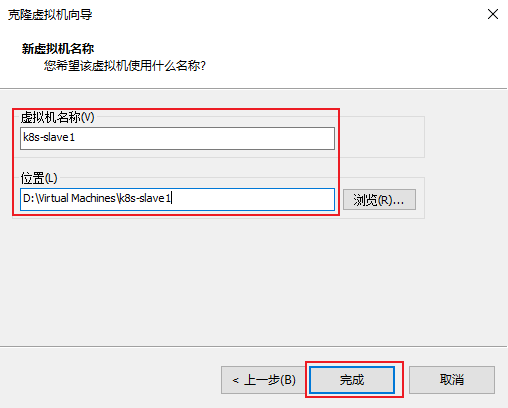 克隆虚拟机向导
新虚拟机名称
您希望该虚拟机使用什么名称?
虚拟机名称(V)
k8s-slave1
位置(L)
D:\Virtual Machines\k8s-slave1
浏览(R)...
< 上一步(B)
完成
取消